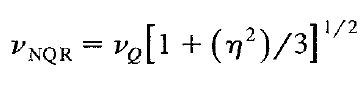 ν_NQR = ν_Q[1 + (η²)/3]^1/2